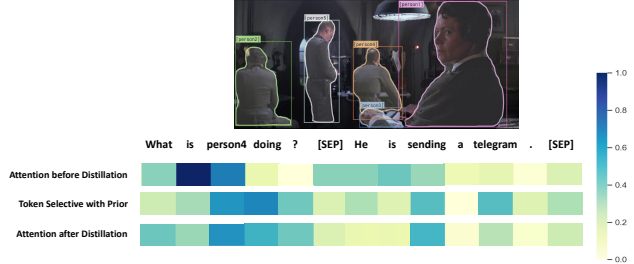 [person1]
[person5]
[person2]
[person4]
[person3]
What is person4 doing ? [SEP] He is sending a telegram . [SEP]
Attention before Distillation
Token Selective with Prior
Attention after Distillation
1.0
0.8
0.6
0.4
0.2
0.0